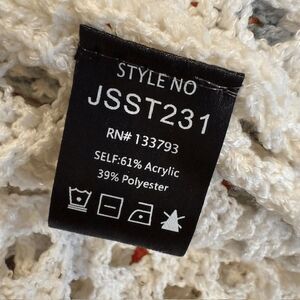 STYLE NO
JSST231
RN# 133793
SELF:61% Acrylic
39% Polyester